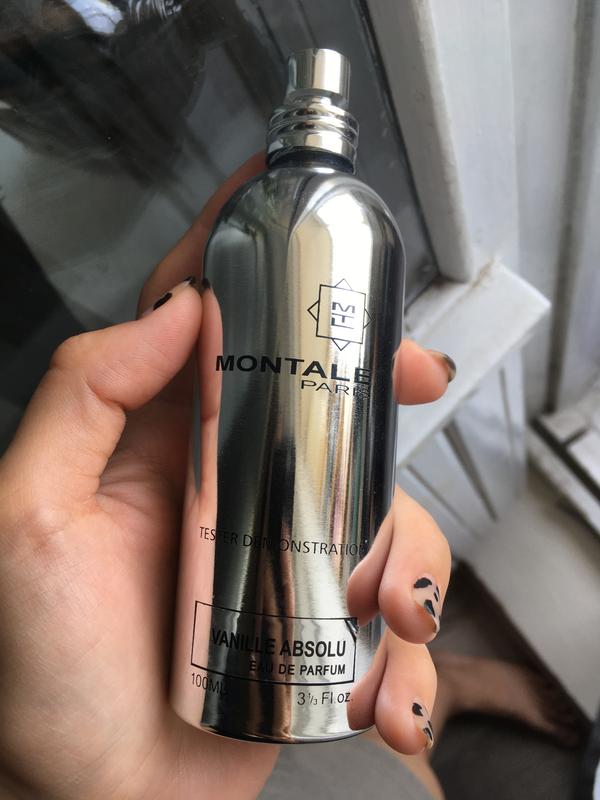 MONTALE
PARIS
TESTER DEMONSTRATION
VANILLE ABSOLU
EAU DE PARFUM
100ML
3 1/3 Fl.oz.